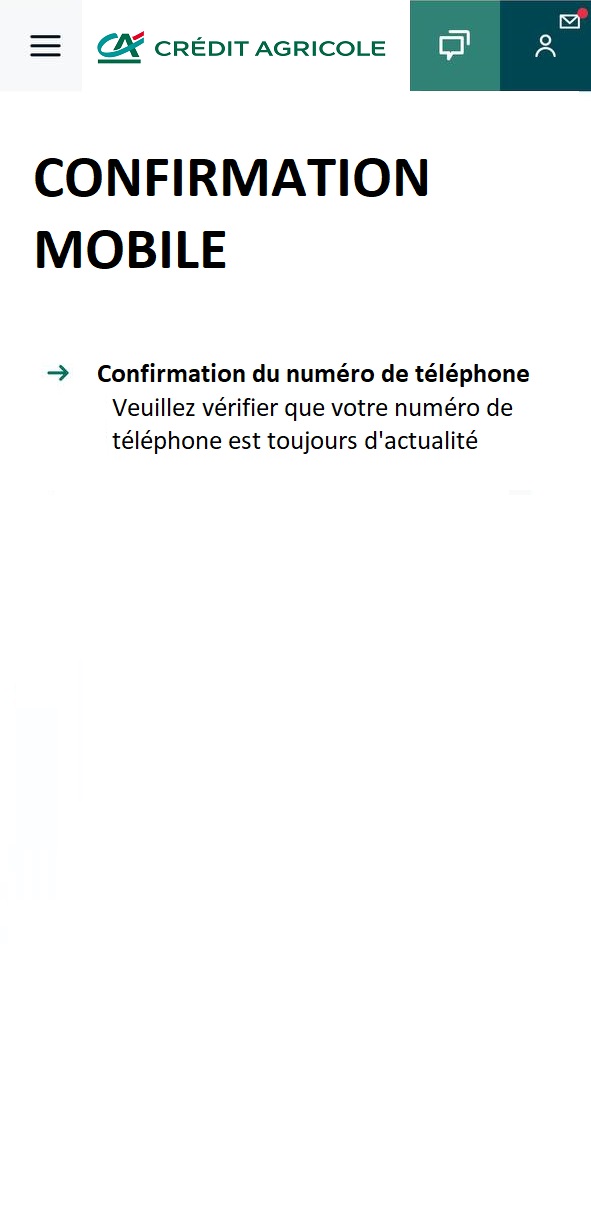 CRÉDIT AGRICOLE
CONFIRMATION
MOBILE
Confirmation du numéro de téléphone
Veuillez vérifier que votre numéro de
téléphone est toujours d'actualité